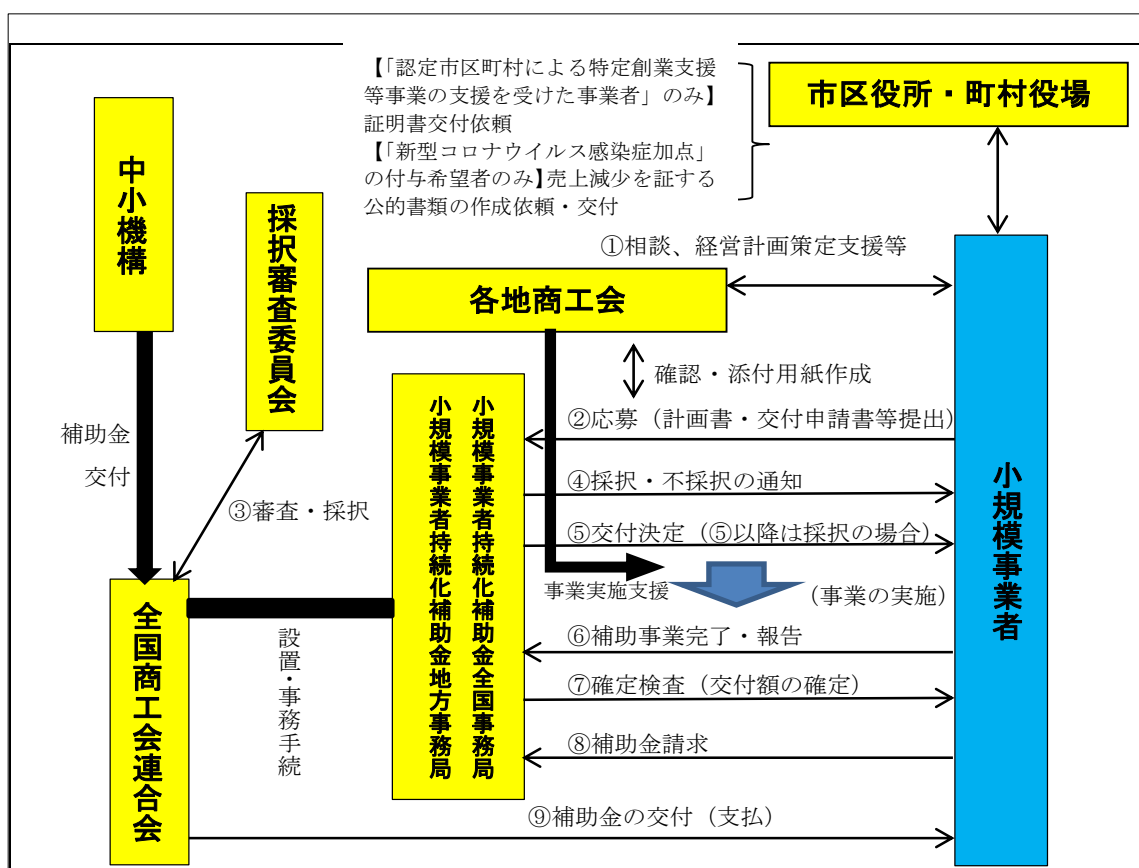 【「認定市区町村による特定創業支援
等事業の支援を受けた事業者」のみ】
証明書交付依頼
【「新型コロナウイルス感染症加点」
の付与希望者のみ】売上減少を証する
公的書類の作成依頼・交付
市区役所・町村役場
中小機構
採択審査委員会
①相談、経営計画策定支援等
各地商工会
確認・添付用紙作成
補助金
交付
③審査・採択
小規模事業者持続化補助金全国事務局
小規模事業者持続化補助金地方事務局
②応募（計画書・交付申請書等提出）
④採択・不採択の通知
⑤交付決定（⑤以降は採択の場合）
事業実施支援
（事業の実施）
小規模事業者
全国商工会連合会
設置・事務手続
⑥補助事業完了・報告
⑦確定検査（交付額の確定）
⑧補助金請求
⑨補助金の交付（支払）